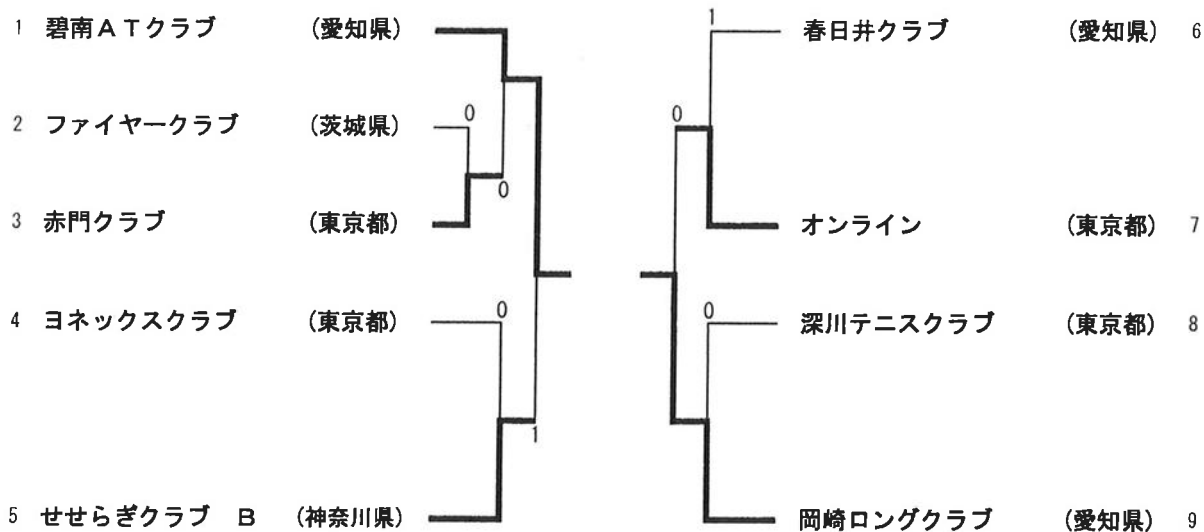 1 碧南ATクラブ (愛知県)
2 ファイヤークラブ (茨城県)
3 赤門クラブ (東京都)
4 ヨネックスクラブ (東京都)
5 せせらぎクラブ B (神奈川県)
0
0
0
1
1
0
0
春日井クラブ (愛知県) 6
オンライン (東京都) 7
深川テニスクラブ (東京都) 8
岡崎ロングクラブ (愛知県) 9